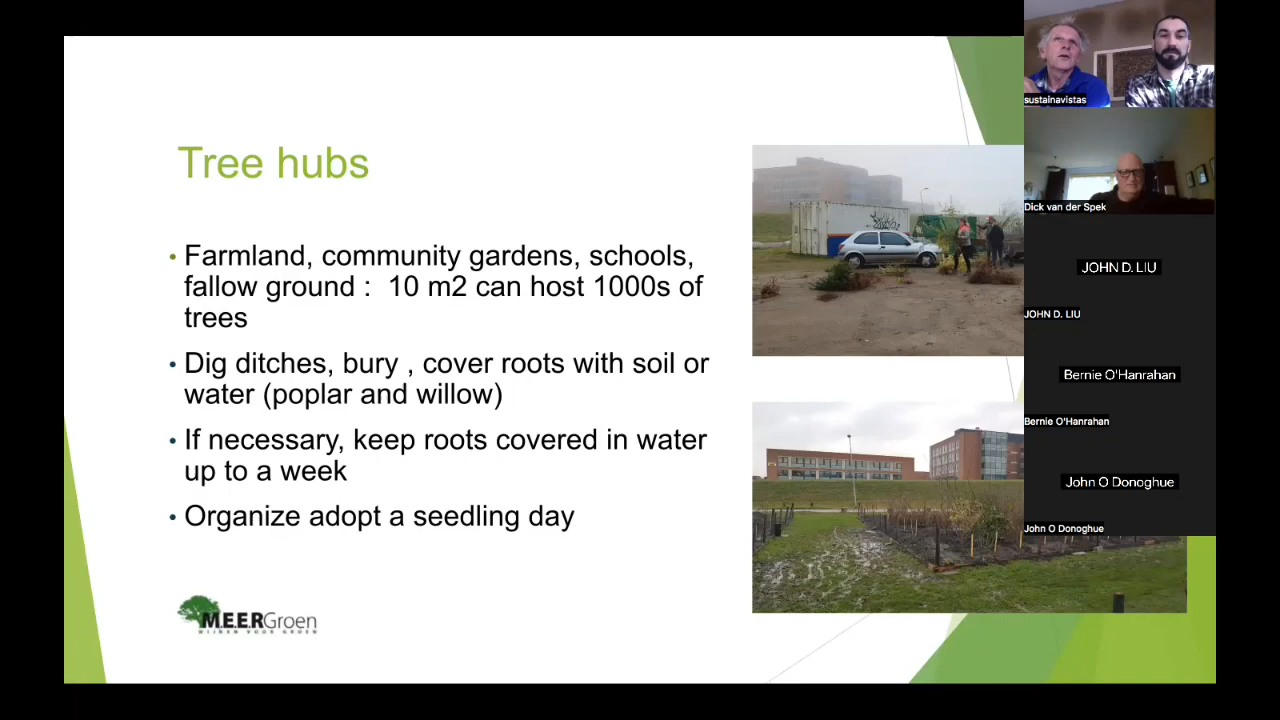 Tree hubs
• Farmland, community gardens, schools,
fallow ground : 10 m2 can host 1000s of
trees
• Dig ditches, bury , cover roots with soil or
water (poplar and willow)
• If necessary, keep roots covered in water
up to a week
• Organize adopt a seedling day
M.E.E.R Groen
sustainavistas
Dick van der Spek
JOHN D. LIU
JOHN D. LIU
Bernie O'Hanrahan
Bernie O'Hanrahan
John O Donoghue
John O Donoghue